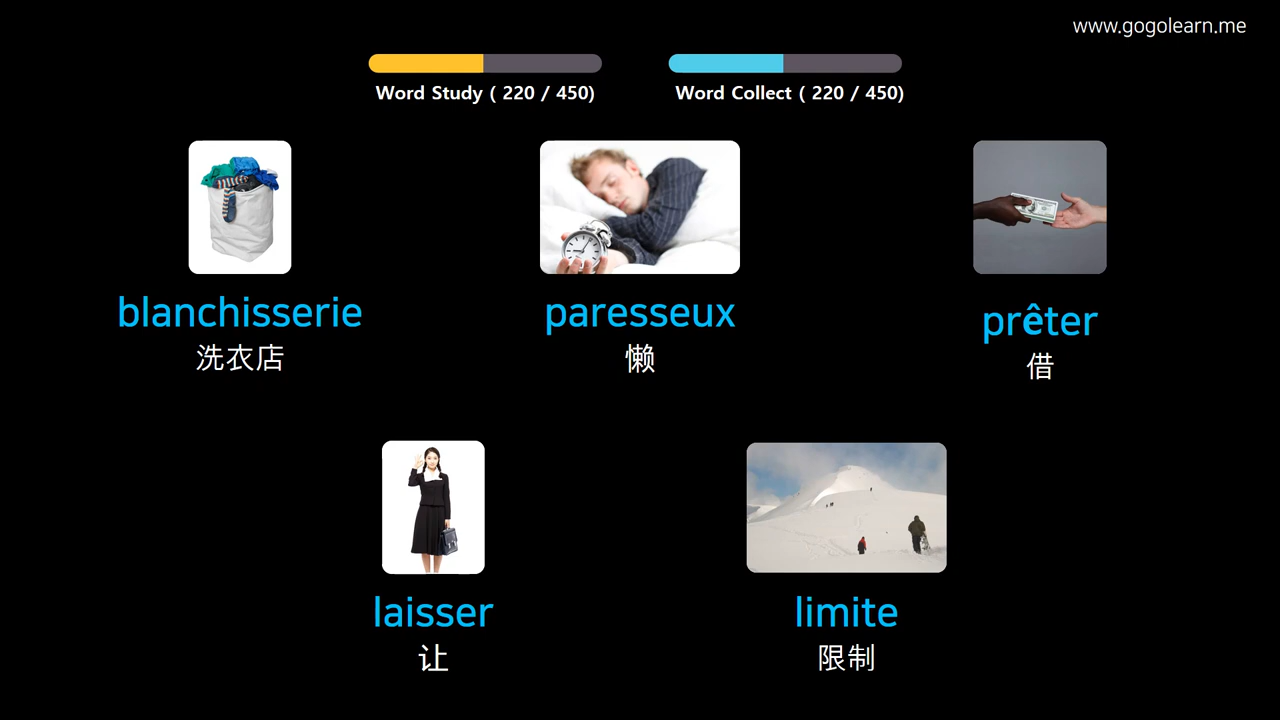 www.gogolearn.me
Word Study ( 220 / 450)
Word Collect ( 220 / 450)
blanchisserie
洗衣店
paresseux
懒
prêter
借
laisser
让
limite
限制